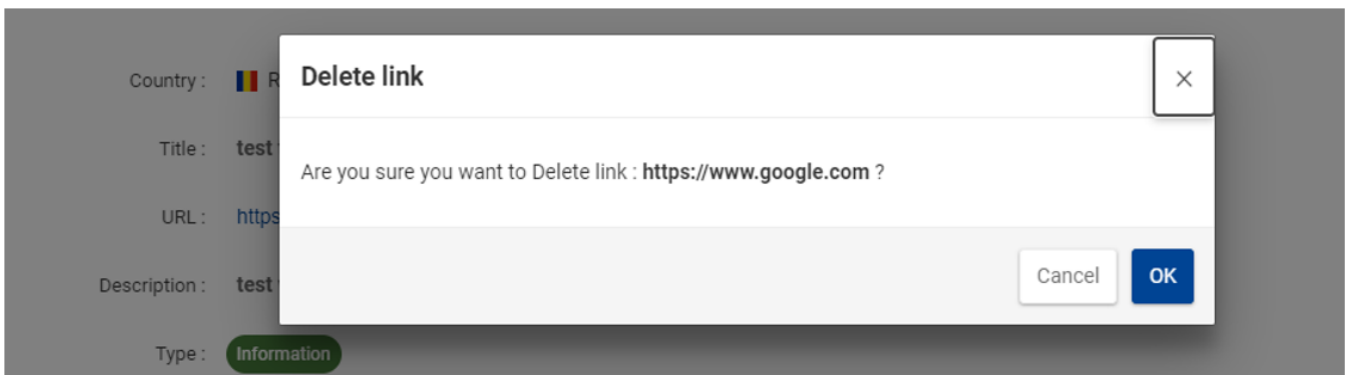 Delete link
Country :
Title : test
Are you sure you want to Delete link : https://www.google.com ?
URL : https
Description : test
Cancel OK
Type : Information